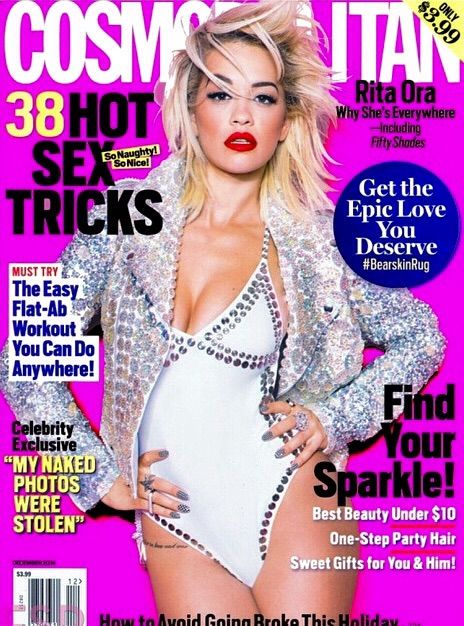 COSMOPOLITAN
ONLY
$3.99
Rita Ora
Why She's Everywhere
—Including
Fifty Shades
38 HOT
SEX
So Naughty!
So Nice!
TRICKS
Get the
Epic Love
You
Deserve
#BearskinRug
MUST TRY
The Easy
Flat-Ab
Workout
You Can Do
Anywhere!
Celebrity
Exclusive
"MY NAKED
PHOTOS
WERE
STOLEN"
Find
Your
Sparkle!
Best Beauty Under $10
One-Step Party Hair
Sweet Gifts for You & Him!
$3.99
12>
How to Avoid Going Broke This Holiday